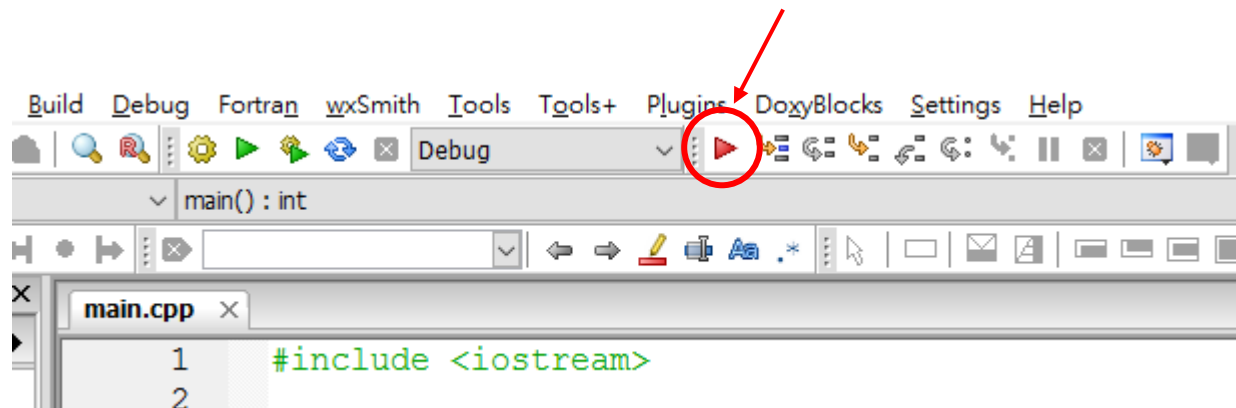 Build Debug Fortran wxSmith Tools Tools+ Plugins DoxyBlocks Settings Help
R Debug
main() : int
Aa .*
main.cpp
1 #include <iostream>
2